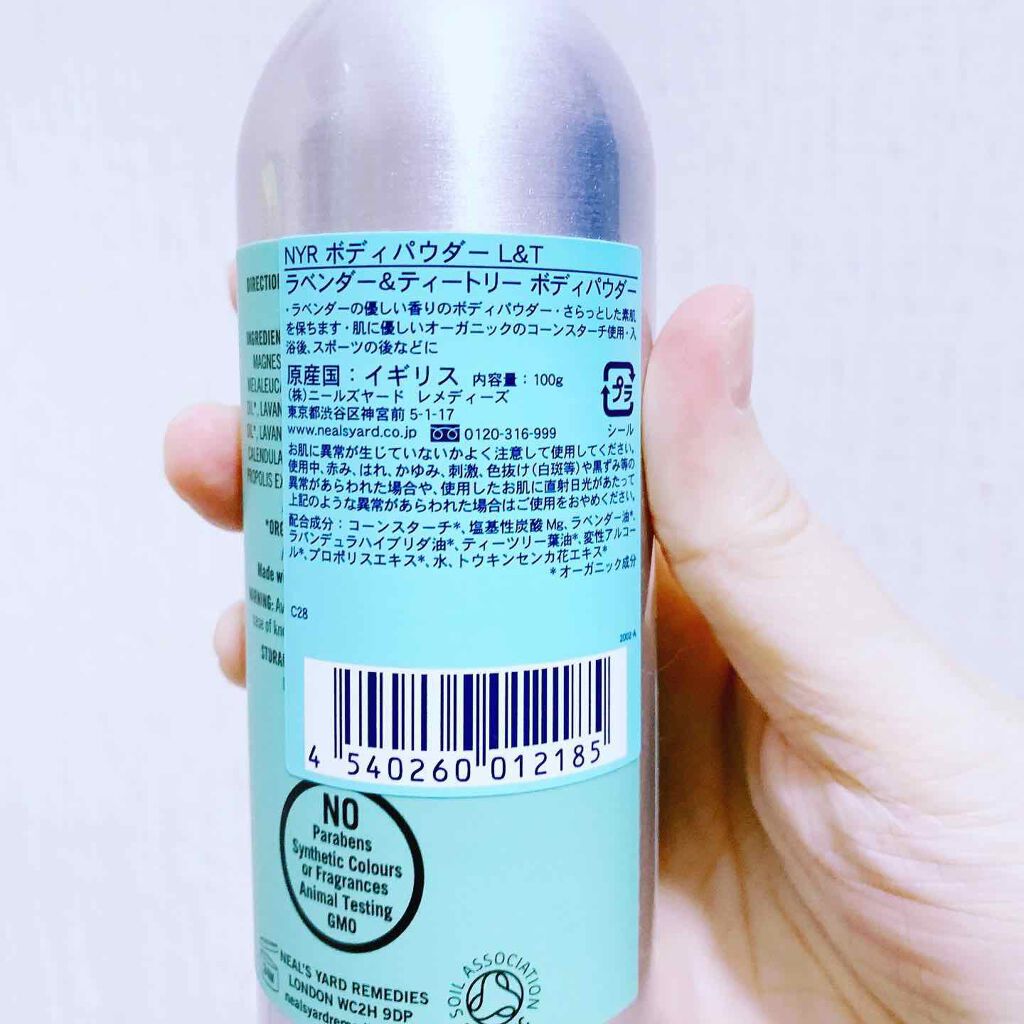 NYR ボディパウダー L&T
ラベンダー&ティートリー ボディパウダー
・ラベンダーの優しい香りのボディパウダー・さらっとした素肌
を保ちます・肌に優しいオーガニックのコーンスターチ使用・入
浴後、スポーツの後などに
原産国:イギリス 内容量:100g
(株)ニールズヤード レメディーズ
東京都渋谷区神宮前 5-1-17
www.nealsyard.co.jp 0120-316-999
プラ
シール
お肌に異常が生じていないかよく注意して使用してください。
使用中、赤み、はれ、かゆみ、刺激、色抜け(白斑等)や黒ずみ等の
異常があらわれた場合や、使用したお肌に直射日光があたって
上記のような異常があらわれた場合はご使用をおやめください。
配合成分:コーンスターチ*、塩基性炭酸Mg、ラベンダー油*、
ラバンデュラハイブリダ油*、ティーツリー葉油*、変性アルコー
ル*、プロポリスエキス*、水、トウキンセンカ花エキス*
*オーガニック成分
C28
2002-A
4 540260 012185
DIRECTION
INGREDIEN
MAGNES
MELALEUCA
OIL*, LAVAN
OIL*, LAVAN
CALENDULA
PROPOLIS EX
*ORG
Made w
WARNING: Av
case of kno
STORA
NO
Parabens
Synthetic Colours
or Fragrances
Animal Testing
GMO
NEAL'S YARD REMEDIES
LONDON WC2H 9DP
nealsyardreme
SOIL ASSOCIATION